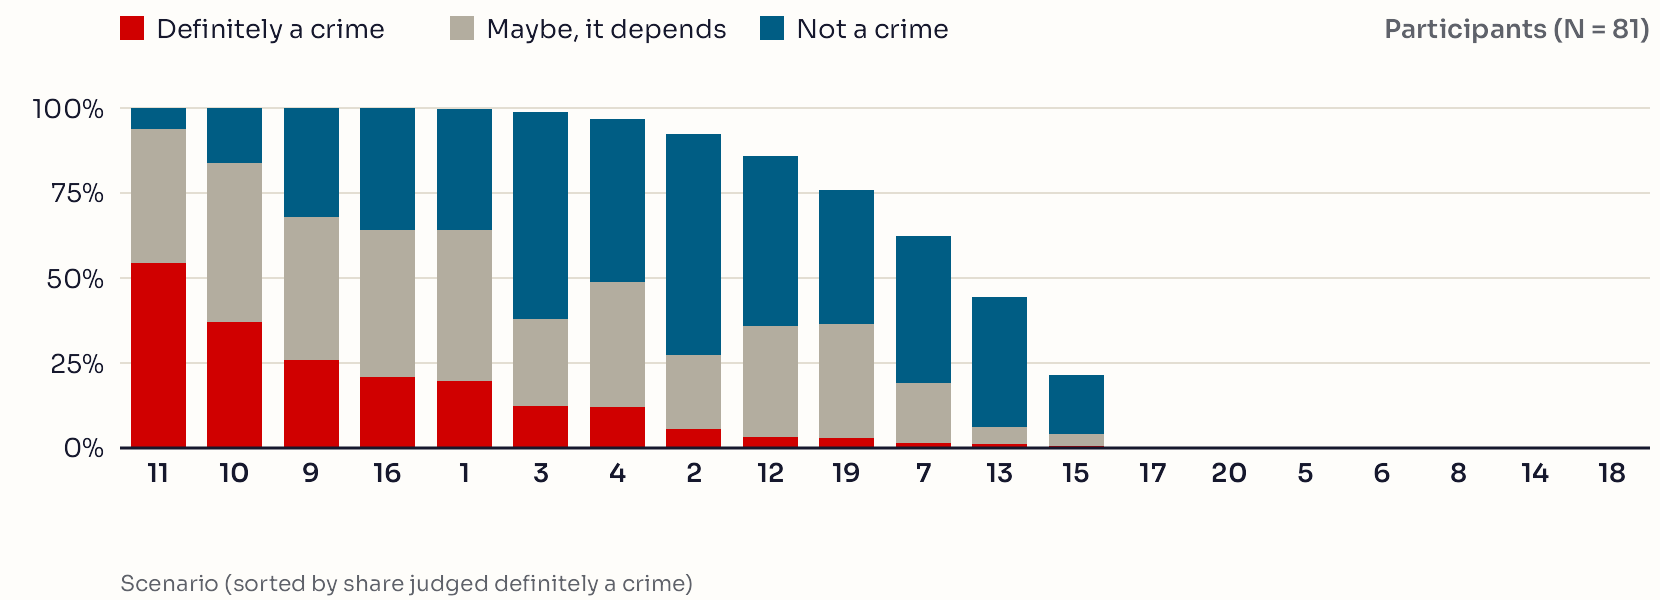 Definitely a crime Maybe, it depends Not a crime Participants (N = 81)
100%
75%
50%
25%
0%
11 10 9 16 1 3 4 2 12 19 7 13 15 17 20 5 6 8 14 18
Scenario (sorted by share judged definitely a crime)